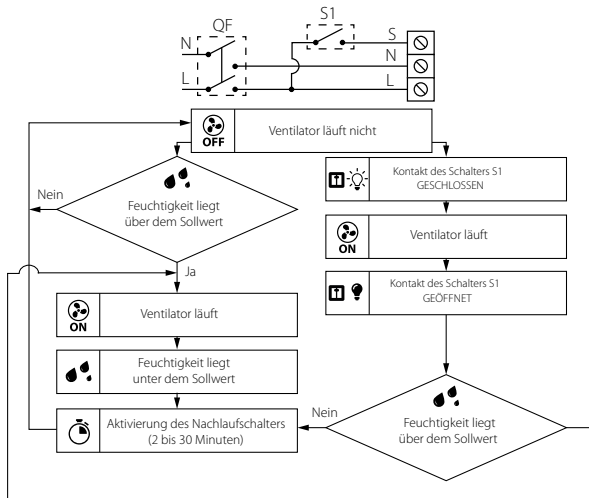 QF
S1
N
S
N
L
L
OFF
Ventilator läuft nicht
Nein
Feuchtigkeit liegt
über dem Sollwert
Kontakt des Schalters S1
GESCHLOSSEN
ON
Ventilator läuft
Ja
Kontakt des Schalters S1
GEÖFFNET
ON
Ventilator läuft
Feuchtigkeit liegt
unter dem Sollwert
Aktivierung des Nachlaufschalters
(2 bis 30 Minuten)
Nein
Feuchtigkeit liegt
über dem Sollwert